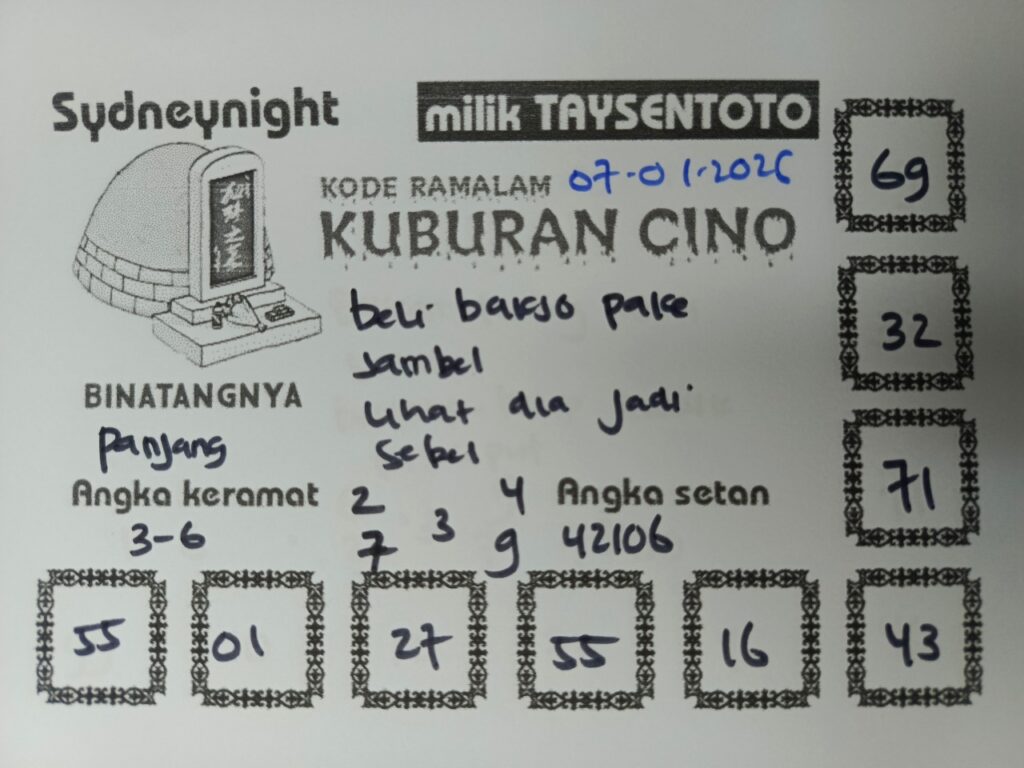 Sydneynight
milik TAYSENTOTO
KODE RAMALAM 07-01-2026
KUBURAN CINO
beli bakso pake
sambel
lihat dia jadi
sebel
BINATANGNYA
panjang
Angka keramat
3-6
2 4
3
7 9
Angka setan
42106
69
32
71
55 01 27 55 16 43